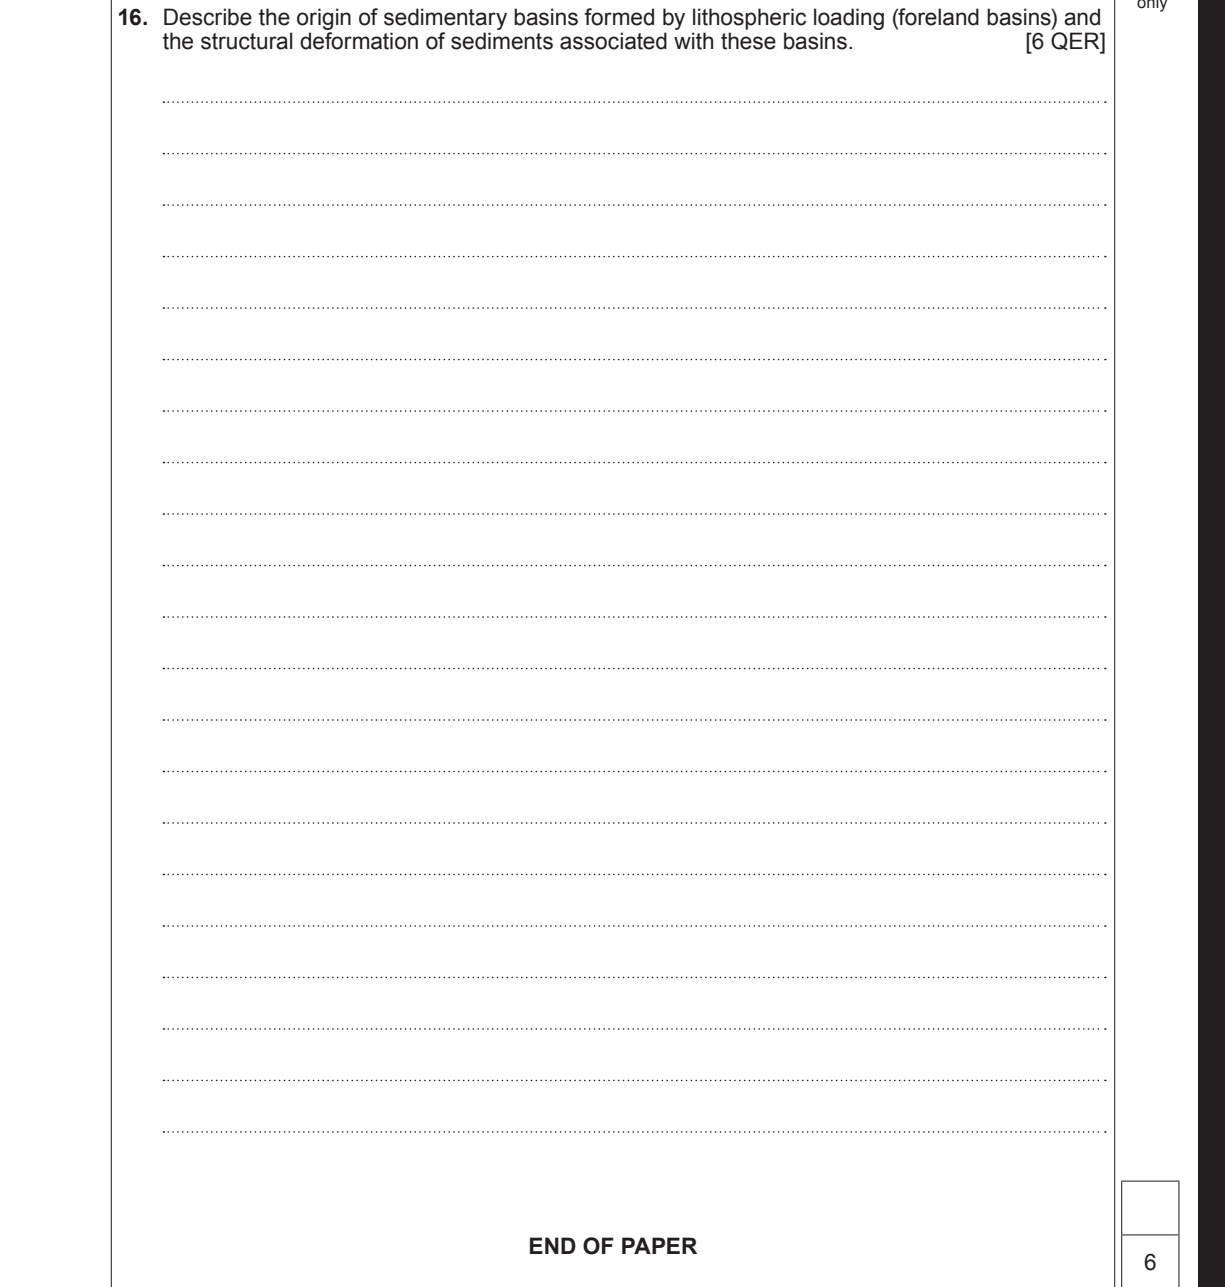 only
16. Describe the origin of sedimentary basins formed by lithospheric loading (foreland basins) and
the structural deformation of sediments associated with these basins. [6 QER]
END OF PAPER
6